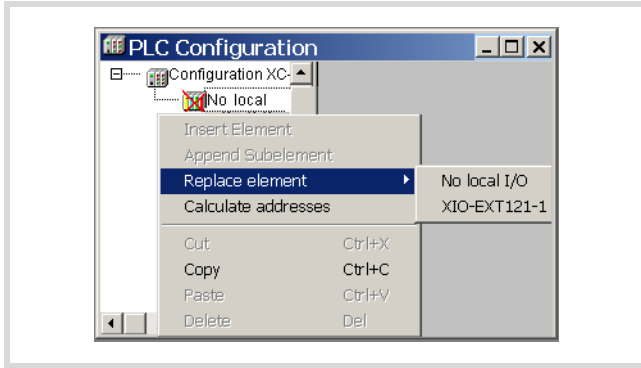 PLC Configuration
Configuration XC-
No local
Insert Element
Append Subelement
Replace element
No local I/O
Calculate addresses
XIO-EXT121-1
Cut Ctrl+X
Copy Ctrl+C
Paste Ctrl+V
Delete Del